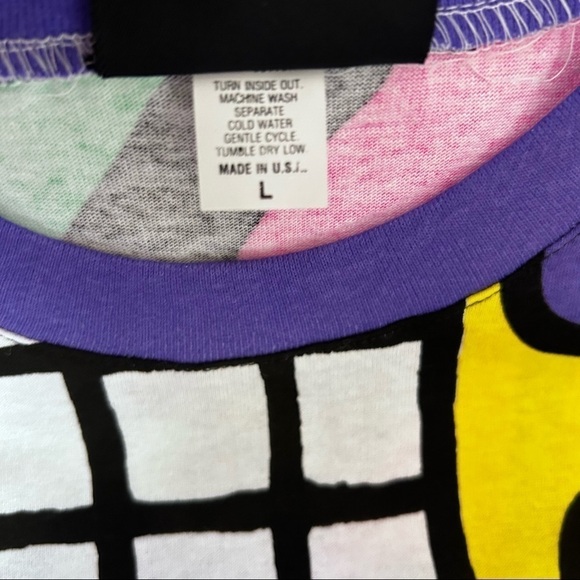 TURN INSIDE OUT.
MACHINE WASH
SEPARATE
COLD WATER
GENTLE CYCLE.
TUMBLE DRY LOW
MADE IN U.S.A.
L